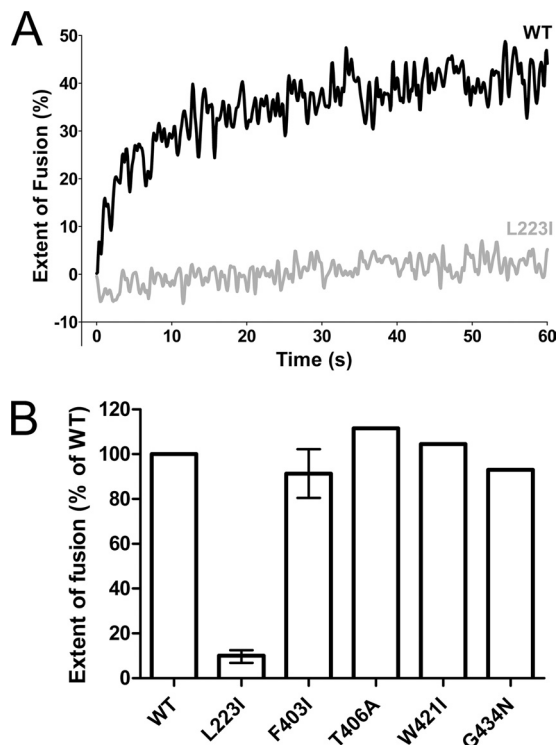 A
Extent of Fusion (%)
50
40
30
20
10
0
-10
WT
L223I
0 10 20 30 40 50 60
Time (s)
B
Extent of fusion (% of WT)
120
100
80
60
40
20
0
WT L223I F403I T406A W421I G434N